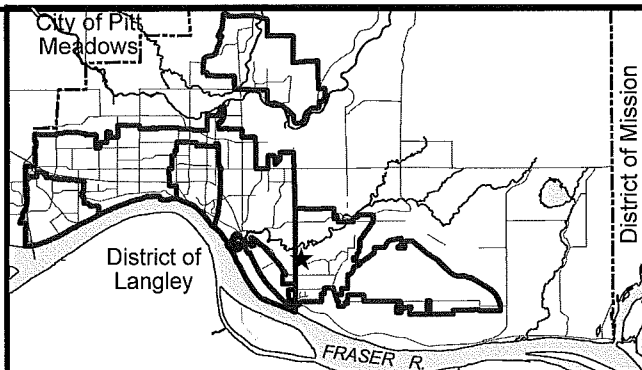 City of Pitt
Meadows
District of Mission
District of
Langley
FRASER R.